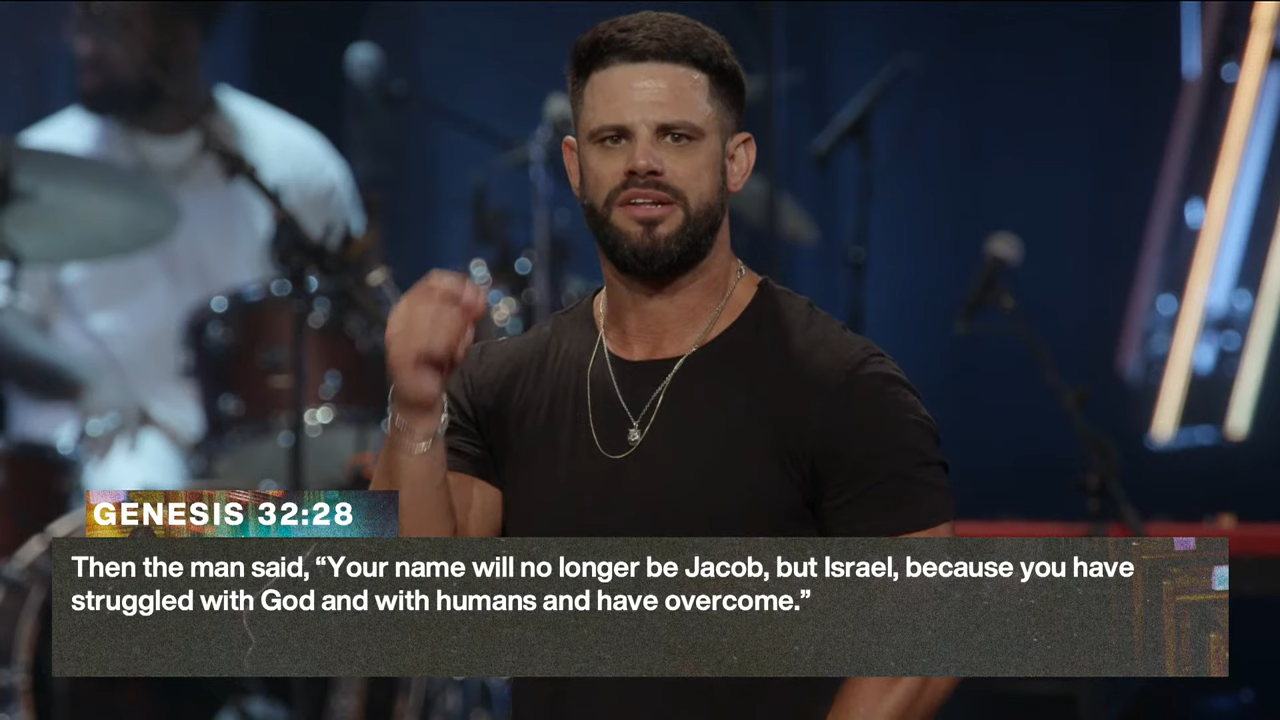 GENESIS 32:28
Then the man said, “Your name will no longer be Jacob, but Israel, because you have
struggled with God and with humans and have overcome.”